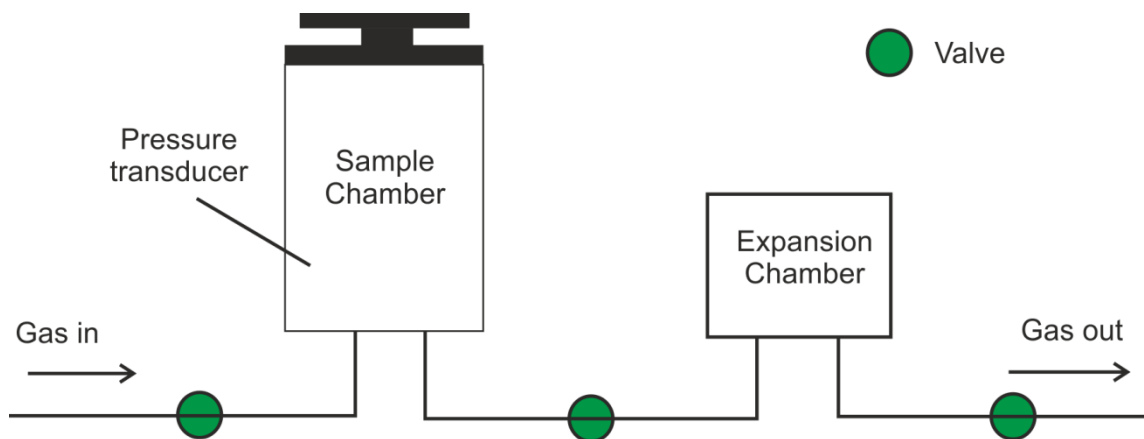 Valve
Pressure
transducer
Sample
Chamber
Expansion
Chamber
Gas in
Gas out